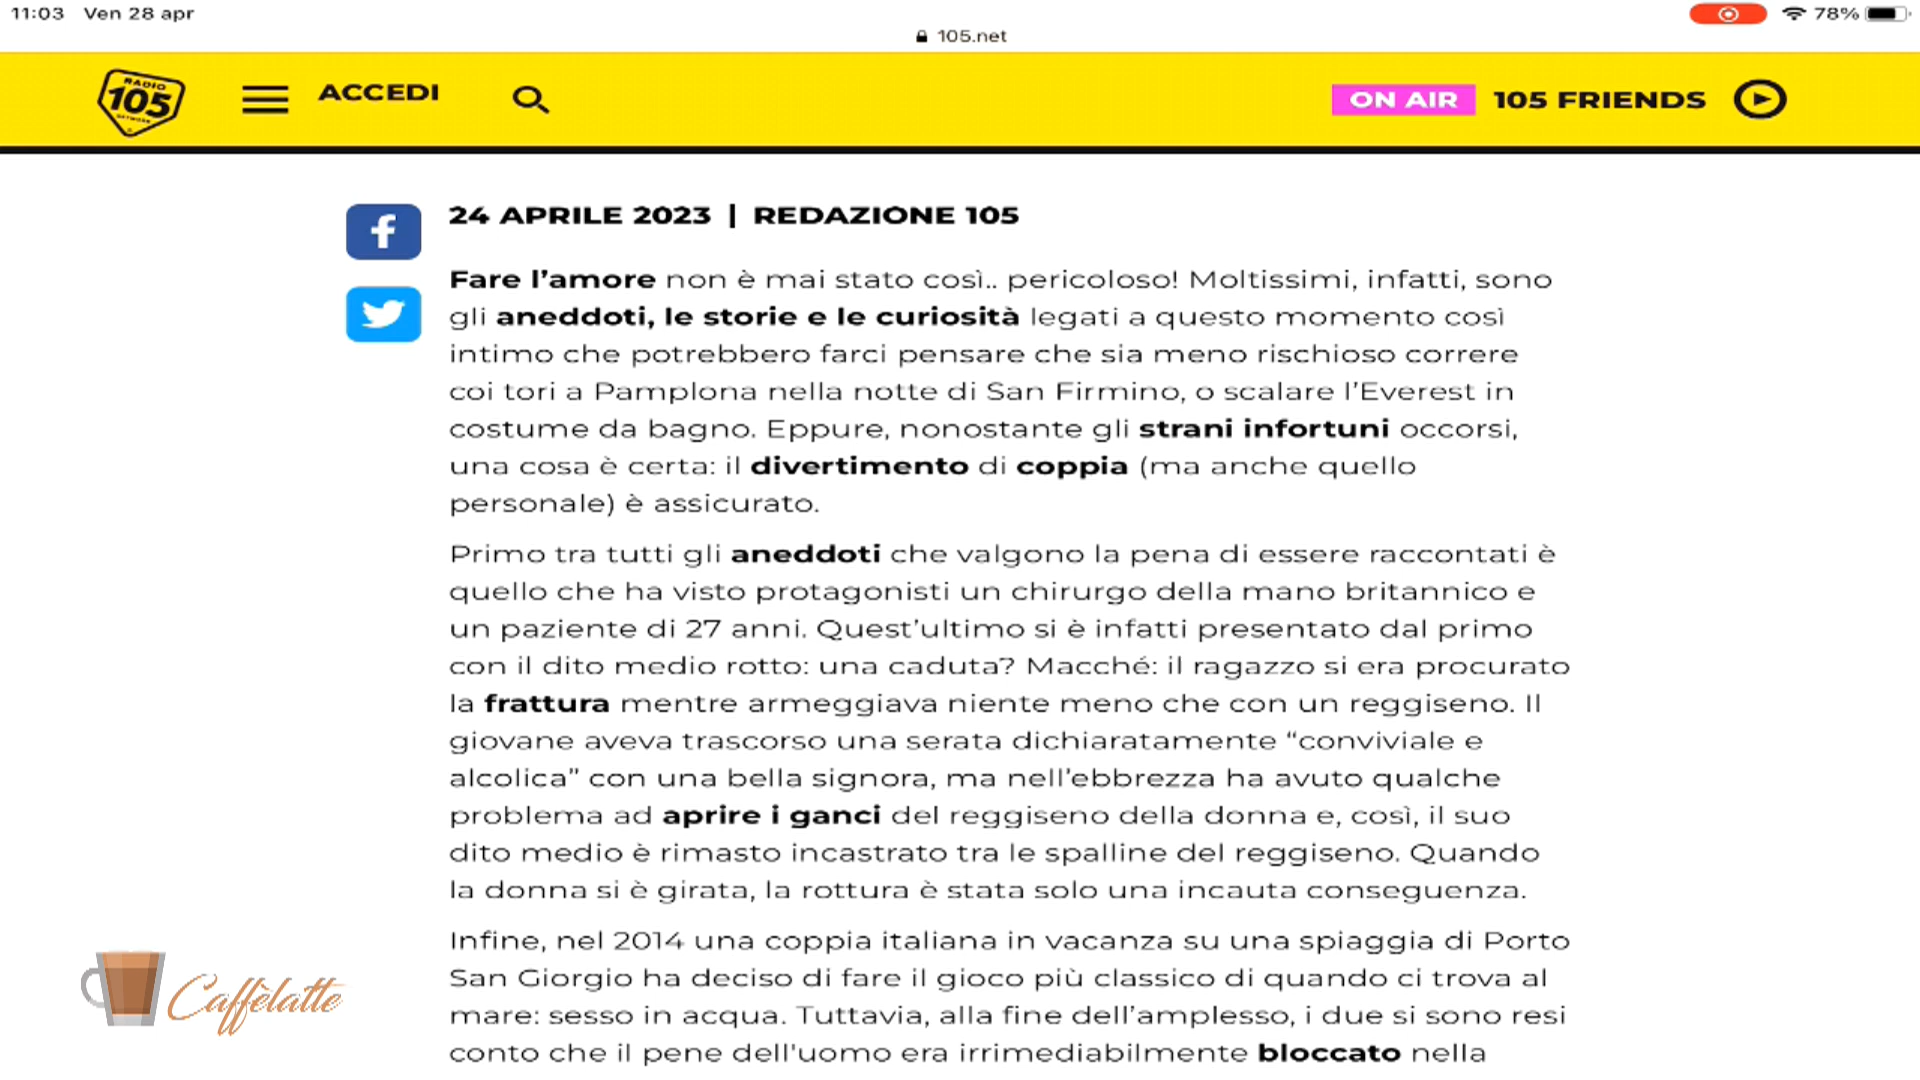 11:03 Ven 28 apr
78%
105.net
RADIO
105
NETWORK
ACCEDI
ON AIR 105 FRIENDS
24 APRILE 2023 | REDAZIONE 105
Fare l’amore non è mai stato così.. pericoloso! Moltissimi, infatti, sono
gli aneddoti, le storie e le curiosità legati a questo momento così
intimo che potrebbero farci pensare che sia meno rischioso correre
coi tori a Pamplona nella notte di San Firmino, o scalare l’Everest in
costume da bagno. Eppure, nonostante gli strani infortuni occorsi,
una cosa è certa: il divertimento di coppia (ma anche quello
personale) è assicurato.
Primo tra tutti gli aneddoti che valgono la pena di essere raccontati è
quello che ha visto protagonisti un chirurgo della mano britannico e
un paziente di 27 anni. Quest’ultimo si è infatti presentato dal primo
con il dito medio rotto: una caduta? Macché: il ragazzo si era procurato
la frattura mentre armeggiava niente meno che con un reggiseno. Il
giovane aveva trascorso una serata dichiaratamente “conviviale e
alcolica” con una bella signora, ma nell’ebbrezza ha avuto qualche
problema ad aprire i ganci del reggiseno della donna e, così, il suo
dito medio è rimasto incastrato tra le spalline del reggiseno. Quando
la donna si è girata, la rottura è stata solo una incauta conseguenza.
Infine, nel 2014 una coppia italiana in vacanza su una spiaggia di Porto
San Giorgio ha deciso di fare il gioco più classico di quando ci trova al
mare: sesso in acqua. Tuttavia, alla fine dell’amplesso, i due si sono resi
conto che il pene dell'uomo era irrimediabilmente bloccato nella
Caffèlatte